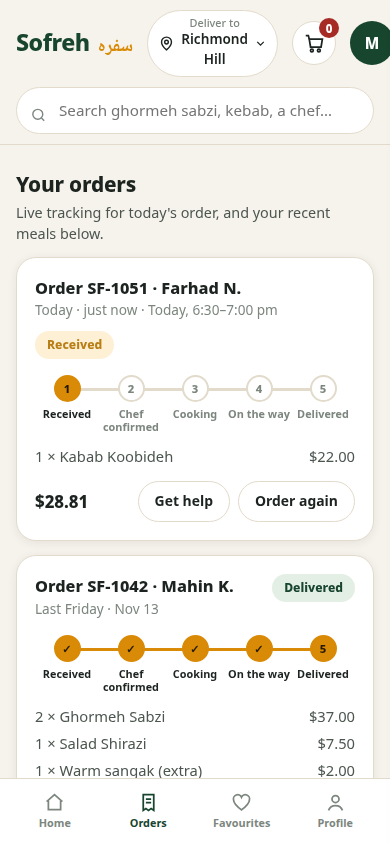 Sofreh سفره
Deliver to
Richmond
Hill
0
M
Search ghormeh sabzi, kebab, a chef...
Your orders
Live tracking for today's order, and your recent
meals below.
Order SF-1051 · Farhad N.
Today · just now · Today, 6:30–7:00 pm
Received
1 2 3 4 5
Received Chef confirmed Cooking On the way Delivered
1 × Kabab Koobideh $22.00
$28.81 Get help Order again
Order SF-1042 · Mahin K. Delivered
Last Friday · Nov 13
✓ ✓ ✓ ✓ 5
Received Chef confirmed Cooking On the way Delivered
2 × Ghormeh Sabzi $37.00
1 × Salad Shirazi $7.50
1 × Warm sangak (extra) $2.00
Home Orders Favourites Profile